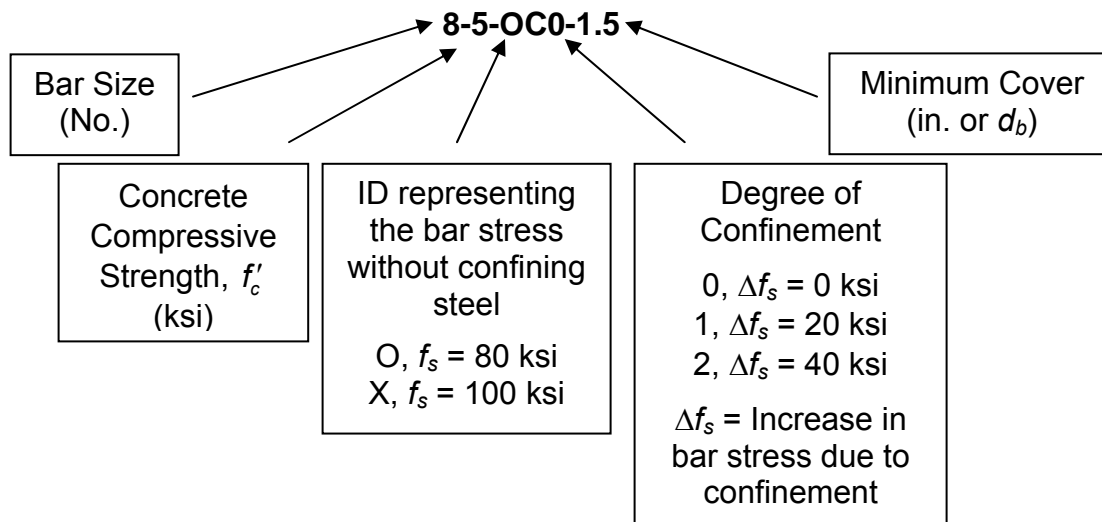 8-5-OC0-1.5
Bar Size
(No.)
Minimum Cover
(in. or d_b)
Concrete
Compressive
Strength, f′_c
(ksi)
ID representing
the bar stress
without confining
steel
O, f_s = 80 ksi
X, f_s = 100 ksi
Degree of
Confinement
0, Δf_s = 0 ksi
1, Δf_s = 20 ksi
2, Δf_s = 40 ksi
Δf_s = Increase in
bar stress due to
confinement